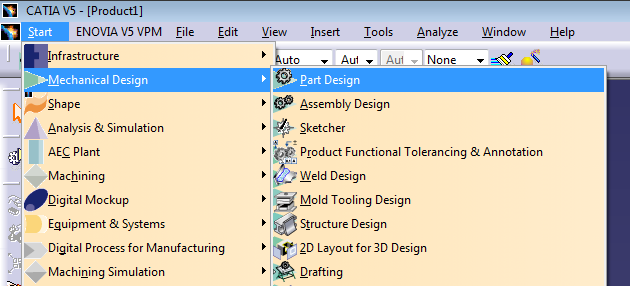 CATIA V5 - [Product1]
Start ENOVIA V5 VPM File Edit View Insert Tools Analyze Window Help
Auto Aut Aut None
Infrastructure
Mechanical Design
Shape
Analysis & Simulation
AEC Plant
Machining
Digital Mockup
Equipment & Systems
Digital Process for Manufacturing
Machining Simulation
Part Design
Assembly Design
Sketcher
Product Functional Tolerancing & Annotation
Weld Design
Mold Tooling Design
Structure Design
2D Layout for 3D Design
Drafting